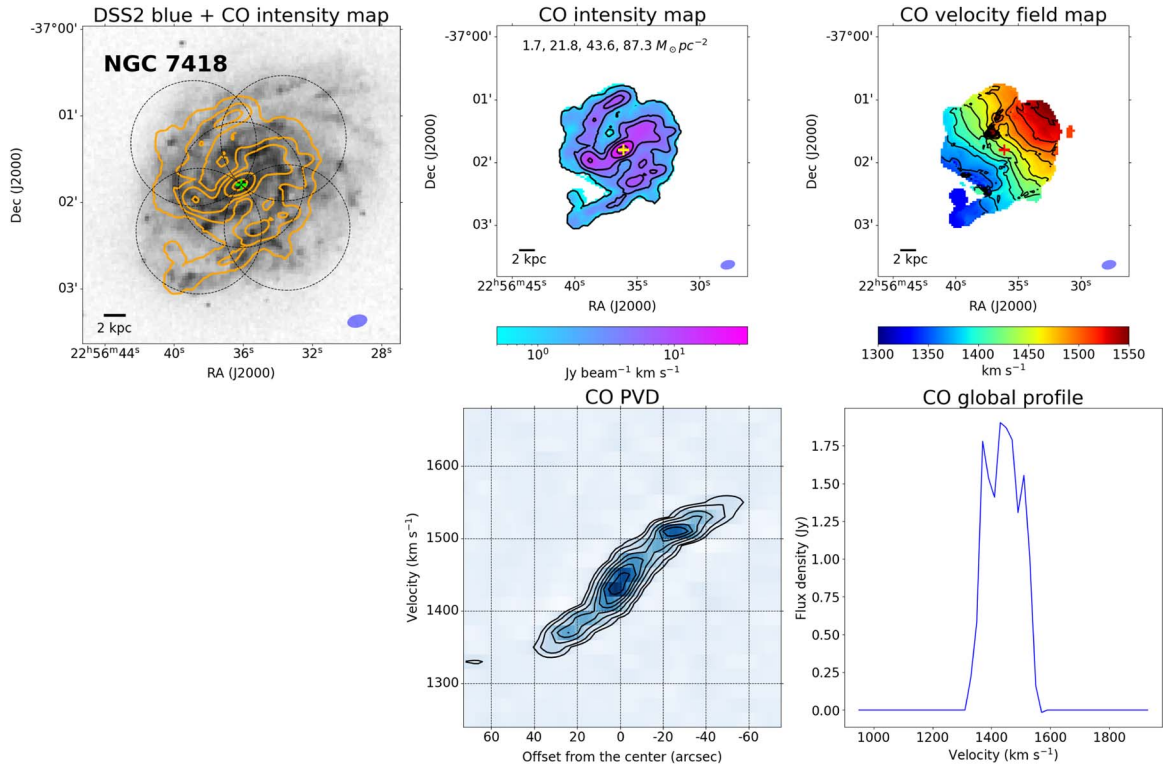 DSS2 blue + CO intensity map
-37°00'
NGC 7418
01'
02'
03'
Dec (J2000)
2 kpc
22ʰ56ᵐ44ˢ 40ˢ 36ˢ 32ˢ 28ˢ
RA (J2000)
CO intensity map
-37°00'
1.7, 21.8, 43.6, 87.3 M⊙pc⁻²
01'
02'
03'
Dec (J2000)
2 kpc
22ʰ56ᵐ45ˢ 40ˢ 35ˢ 30ˢ
RA (J2000)
10⁰ 10¹
Jy beam⁻¹ km s⁻¹
CO velocity field map
-37°00'
01'
02'
03'
Dec (J2000)
2 kpc
22ʰ56ᵐ45ˢ 40ˢ 35ˢ 30ˢ
RA (J2000)
1300 1350 1400 1450 1500 1550
km s⁻¹
CO PVD
1600
1500
1400
1300
Velocity (km s⁻¹)
60 40 20 0 -20 -40 -60
Offset from the center (arcsec)
CO global profile
1.75
1.50
1.25
1.00
0.75
0.50
0.25
0.00
Flux density (Jy)
1000 1200 1400 1600 1800
Velocity (km s⁻¹)